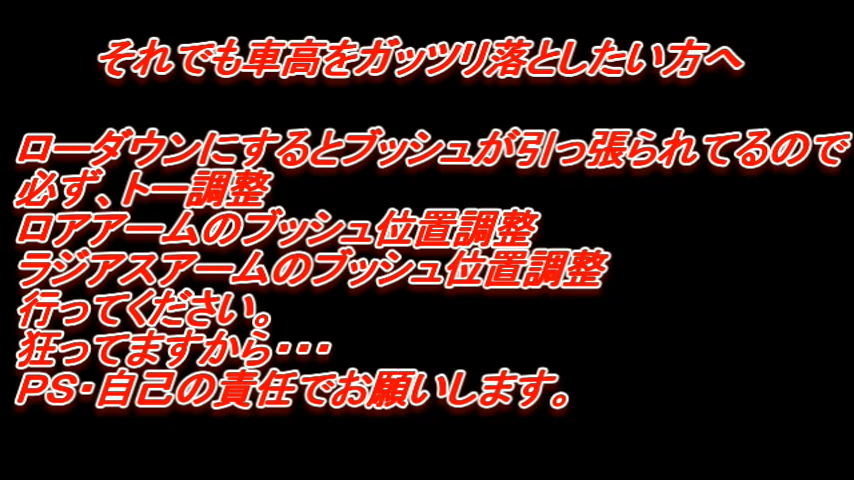 それでも車高をガッツリ落としたい方へ
ローダウンにするとブッシュが引っ張られてるので
必ず、トー調整
ロアアームのブッシュ位置調整
ラジアスアームのブッシュ位置調整
行ってください。
狂ってますから・・・
PS・自己の責任でお願いします。